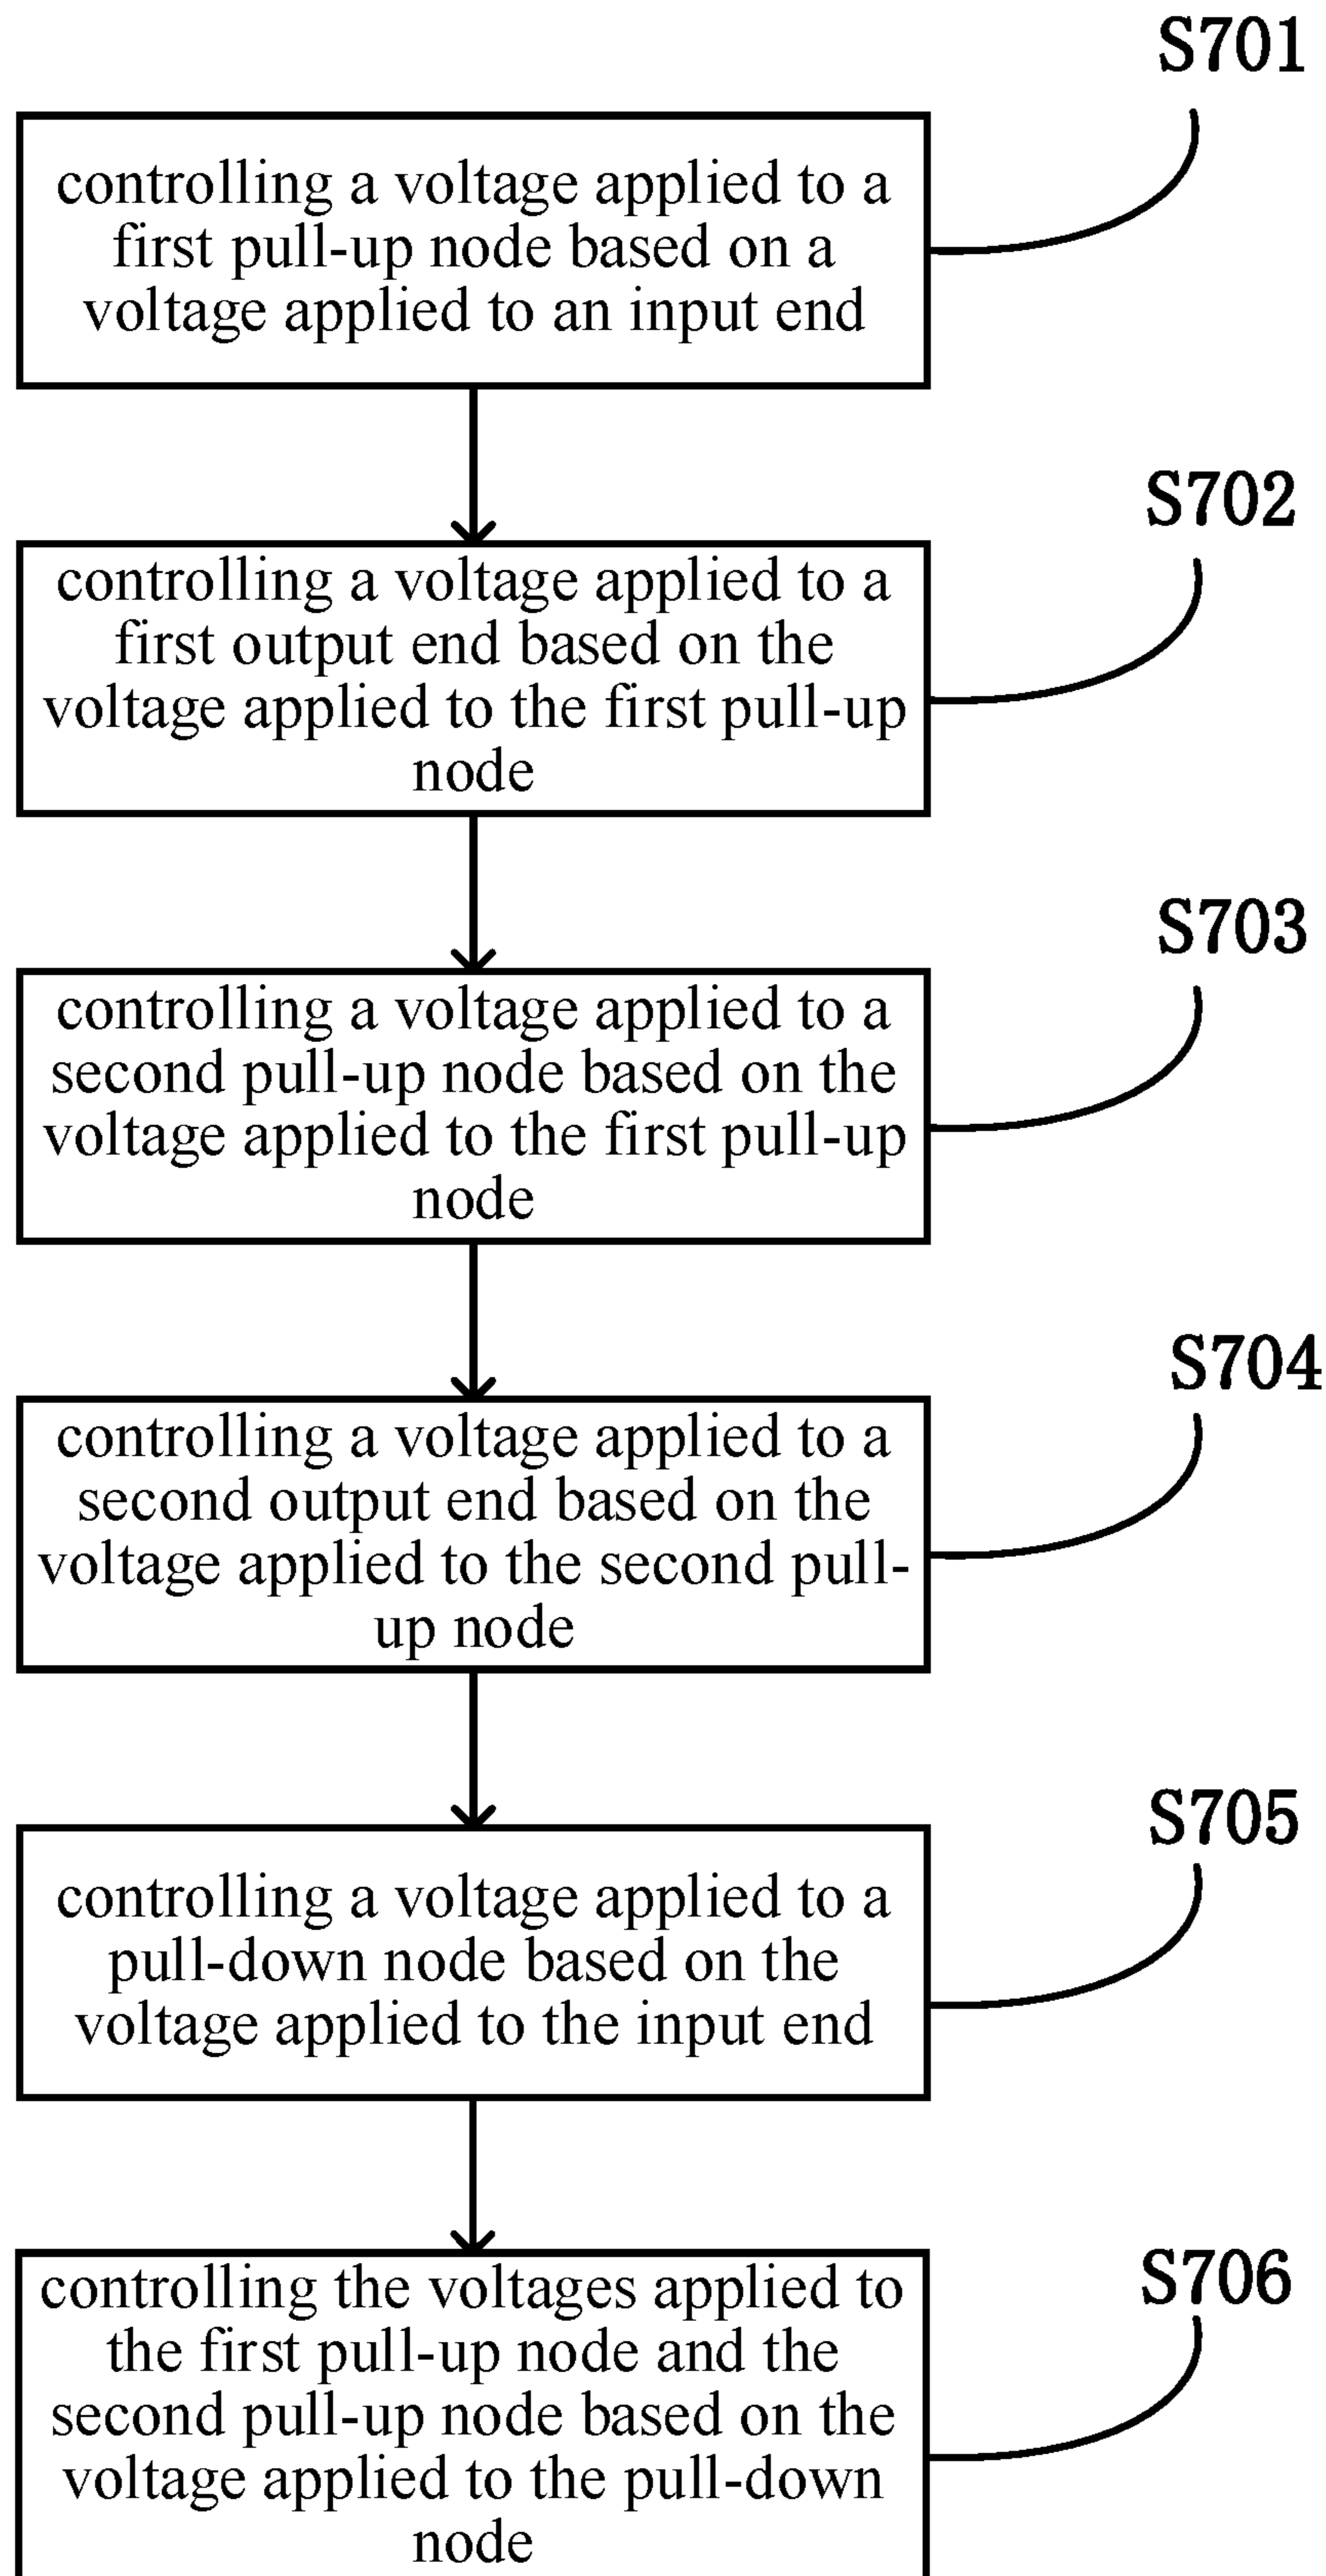 S701
controlling a voltage applied to a
first pull-up node based on a
voltage applied to an input end
S702
controlling a voltage applied to a
first output end based on the
voltage applied to the first pull-up
node
S703
controlling a voltage applied to a
second pull-up node based on the
voltage applied to the first pull-up
node
S704
controlling a voltage applied to a
second output end based on the
voltage applied to the second pull-
up node
S705
controlling a voltage applied to a
pull-down node based on the
voltage applied to the input end
S706
controlling the voltages applied to
the first pull-up node and the
second pull-up node based on the
voltage applied to the pull-down
node